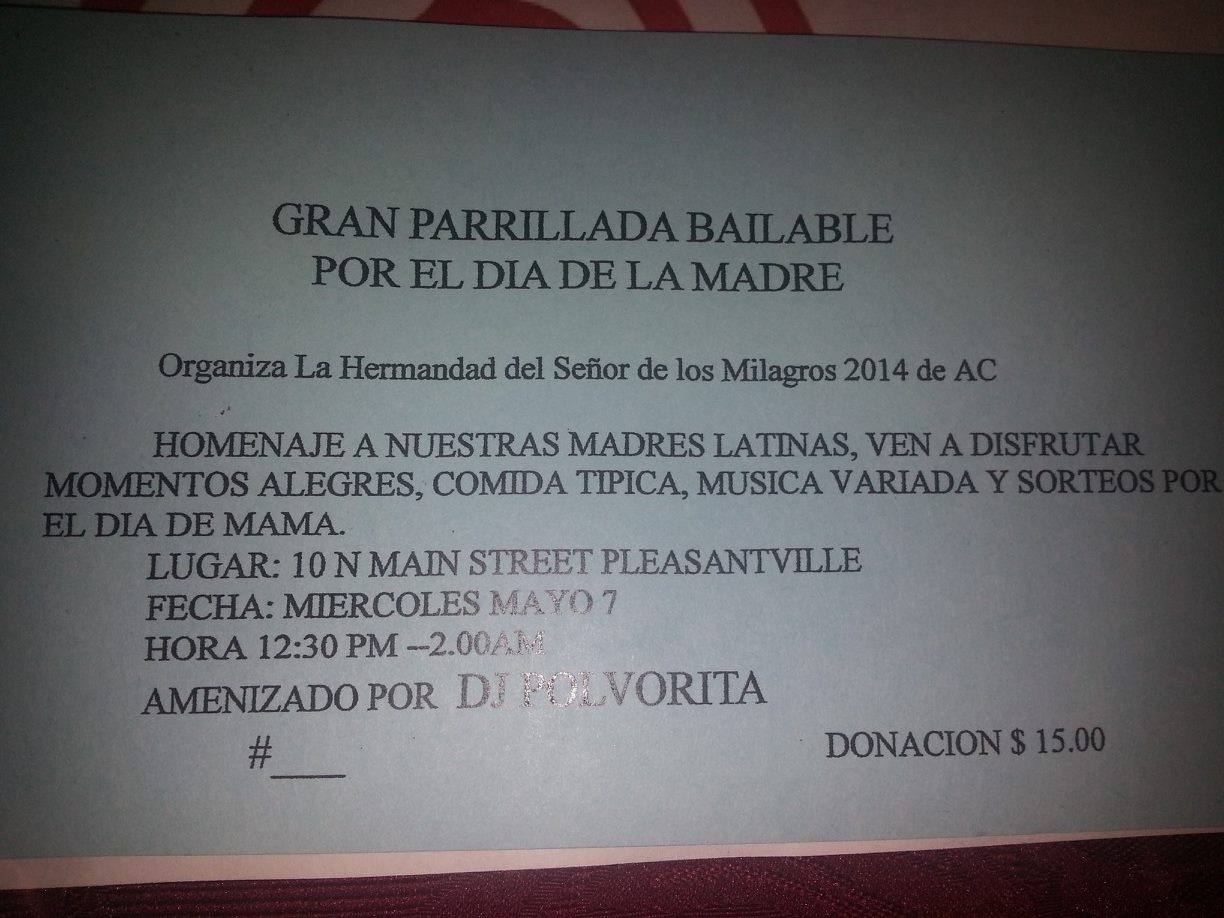 GRAN PARRILLADA BAILABLE
POR EL DIA DE LA MADRE
Organiza La Hermandad del Señor de los Milagros 2014 de AC
HOMENAJE A NUESTRAS MADRES LATINAS, VEN A DISFRUTAR
MOMENTOS ALEGRES, COMIDA TIPICA, MUSICA VARIADA Y SORTEOS POR
EL DIA DE MAMA.
LUGAR: 10 N MAIN STREET PLEASANTVILLE
FECHA: MIERCOLES MAYO 7
HORA 12:30 PM –2.00AM
AMENIZADO POR DJ POLVORITA
#____ DONACION $ 15.00